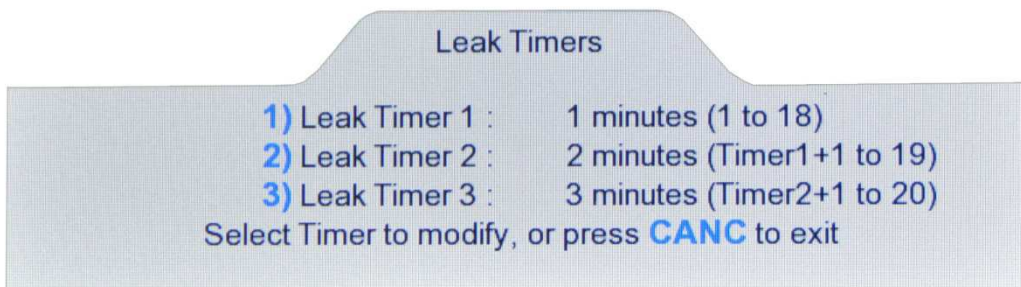 Leak Timers
1) Leak Timer 1 : 1 minutes (1 to 18)
2) Leak Timer 2 : 2 minutes (Timer1+1 to 19)
3) Leak Timer 3 : 3 minutes (Timer2+1 to 20)
Select Timer to modify, or press CANC to exit